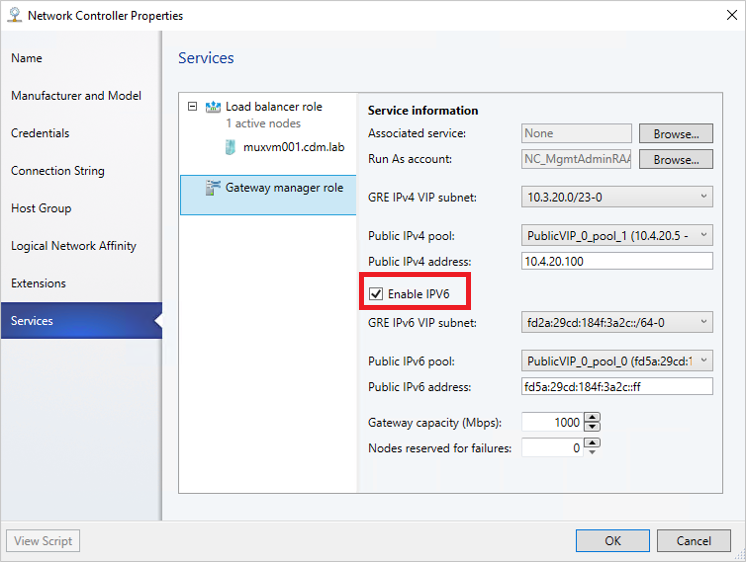 Network Controller Properties
Name
Manufacturer and Model
Credentials
Connection String
Host Group
Logical Network Affinity
Extensions
Services
Services
Load balancer role
1 active nodes
muxvm001.cdm.lab
Gateway manager role
Service information
Associated service: None Browse...
Run As account: NC_MgmtAdminRAA Browse...
GRE IPv4 VIP subnet: 10.3.20.0/23-0
Public IPv4 pool: PublicVIP_0_pool_1 (10.4.20.5 -
Public IPv4 address: 10.4.20.100
Enable IPV6
GRE IPv6 VIP subnet: fd2a:29cd:184f:3a2c::/64-0
Public IPv6 pool: PublicVIP_0_pool_0 (fd5a:29cd:1
Public IPv6 address: fd5a:29cd:184f:3a2c::ff
Gateway capacity (Mbps): 1000
Nodes reserved for failures: 0
View Script OK Cancel